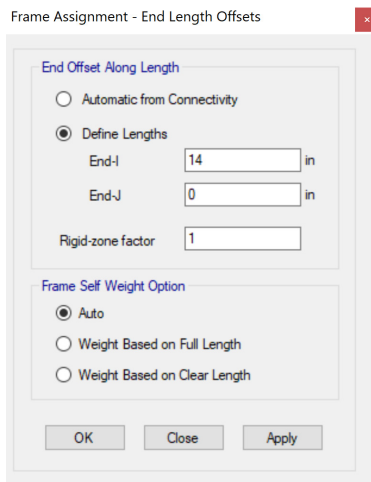 Frame Assignment - End Length Offsets
×
End Offset Along Length
Automatic from Connectivity
Define Lengths
End-I 14 in
End-J 0 in
Rigid-zone factor 1
Frame Self Weight Option
Auto
Weight Based on Full Length
Weight Based on Clear Length
OK Close Apply